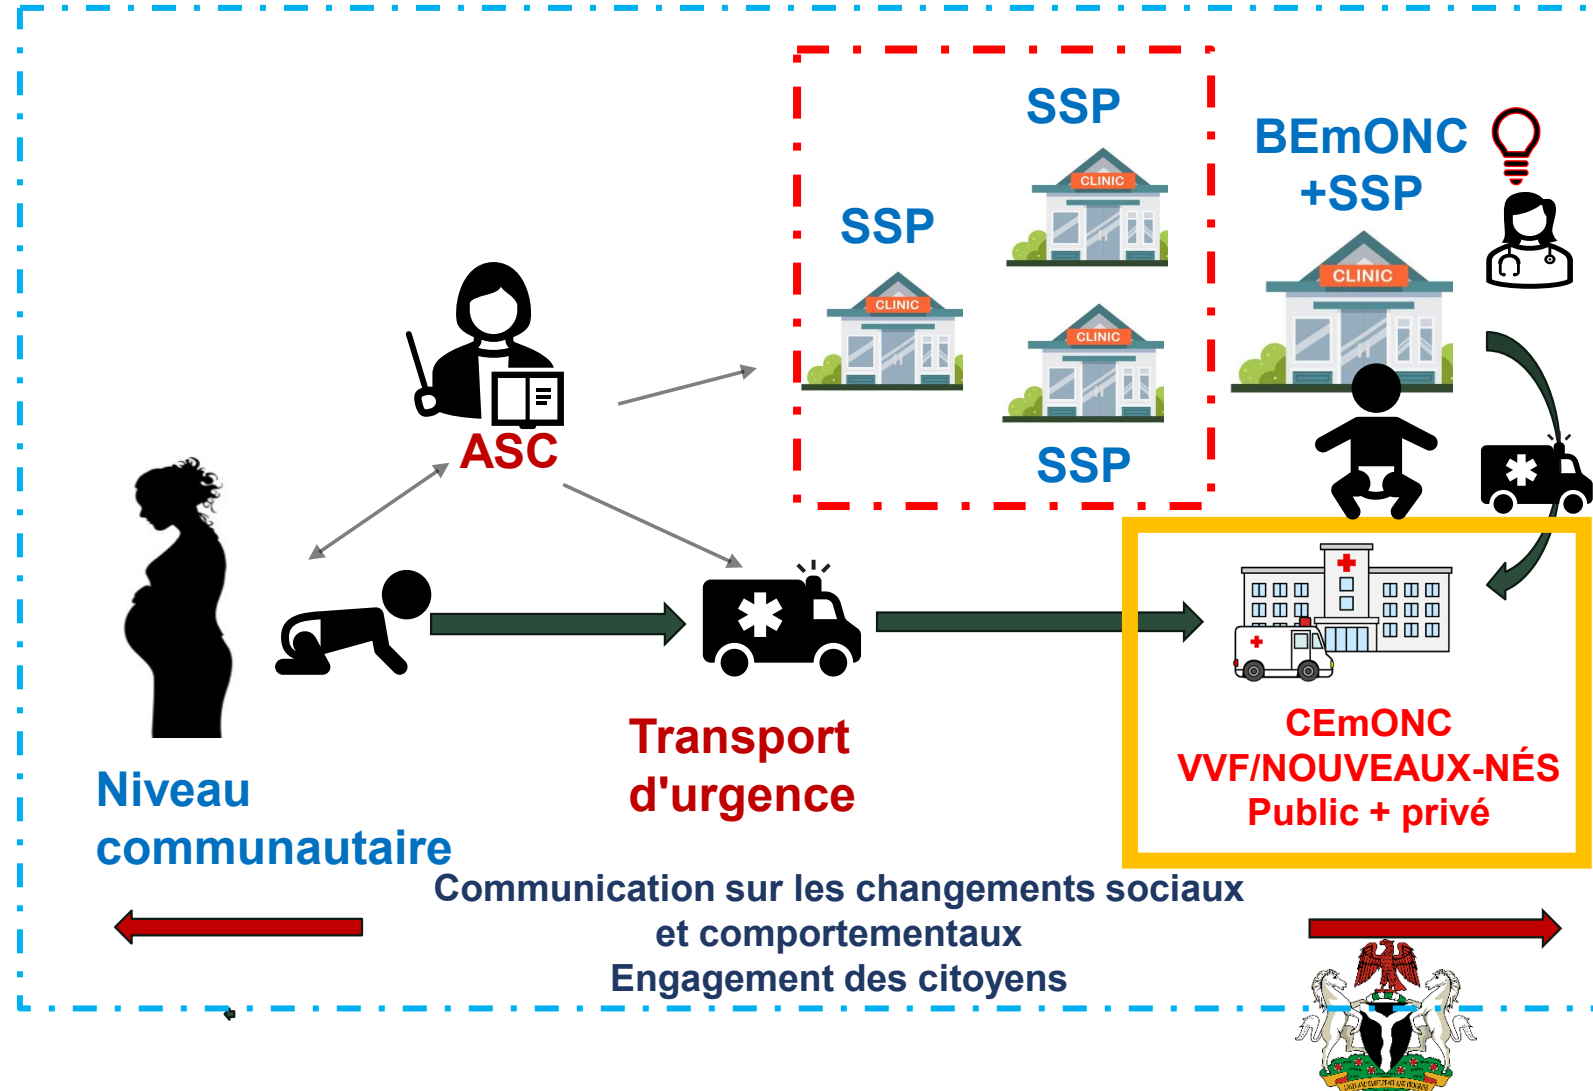 SSP
CLINIC
SSP
CLINIC
SSP
CLINIC
BEmONC
+SSP
CLINIC
ASC
Niveau
communautaire
Transport
d'urgence
CEmONC
VVF/NOUVEAUX-NÉS
Public + privé
Communication sur les changements sociaux
et comportementaux
Engagement des citoyens